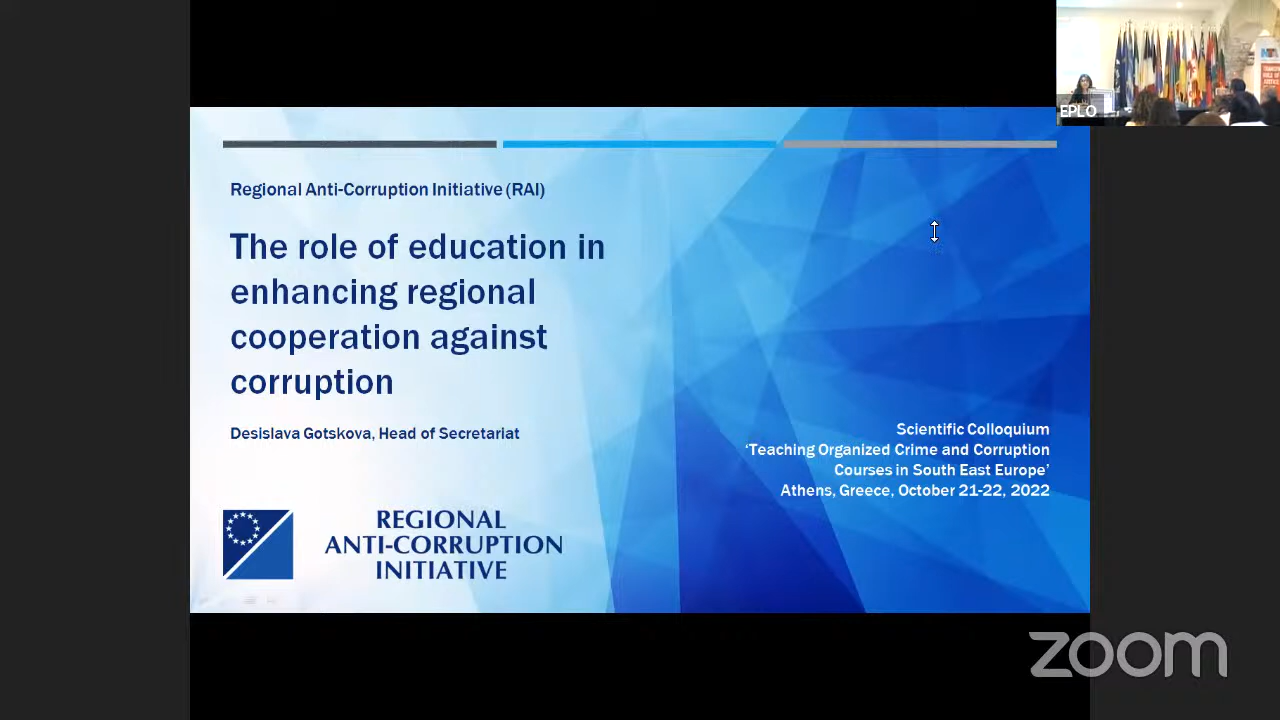 EPLO
Regional Anti-Corruption Initiative (RAI)
The role of education in
enhancing regional
cooperation against
corruption
Desislava Gotskova, Head of Secretariat
Scientific Colloquium
‘Teaching Organized Crime and Corruption
Courses in South East Europe’
Athens, Greece, October 21-22, 2022
REGIONAL
ANTI-CORRUPTION
INITIATIVE
zoom